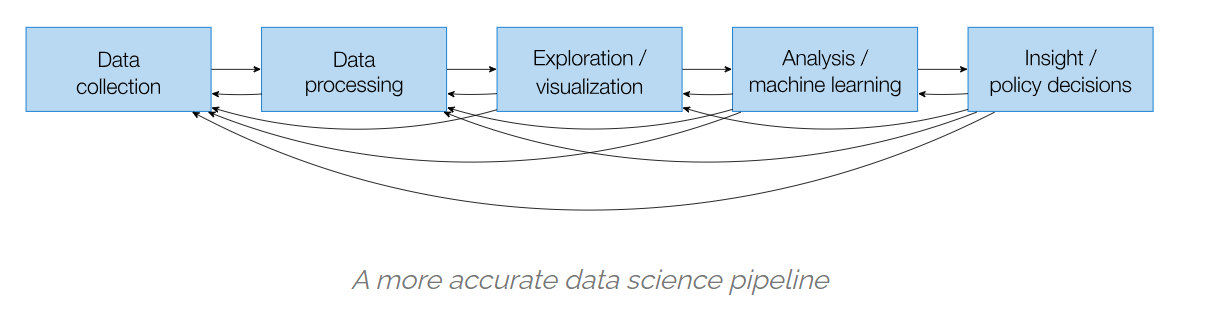 Data
collection
Data
processing
Exploration /
visualization
Analysis /
machine learning
Insight /
policy decisions
A more accurate data science pipeline